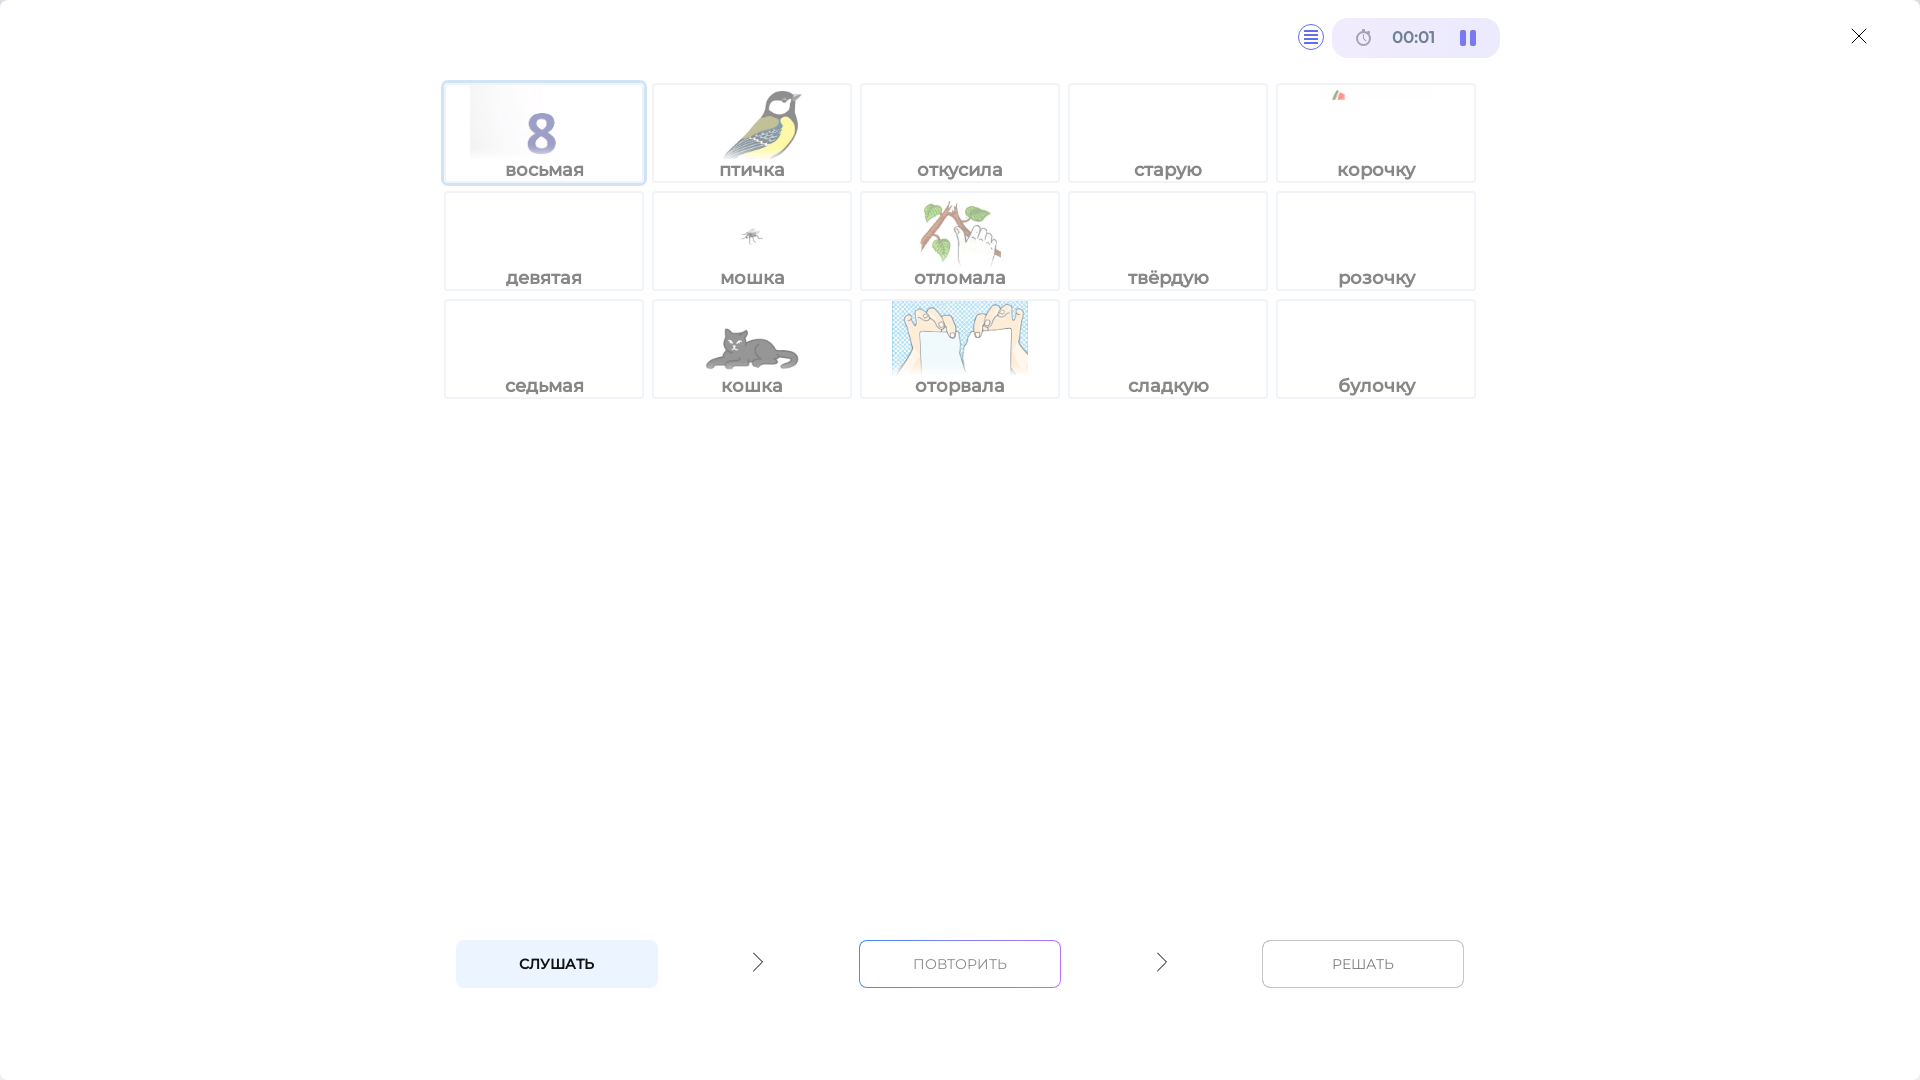 00:01
8
восьмая птичка откусила старую корочку
девятая мошка отломала твёрдую розочку
седьмая кошка оторвала сладкую булочку
СЛУШАТЬ ПОВТОРИТЬ РЕШАТЬ